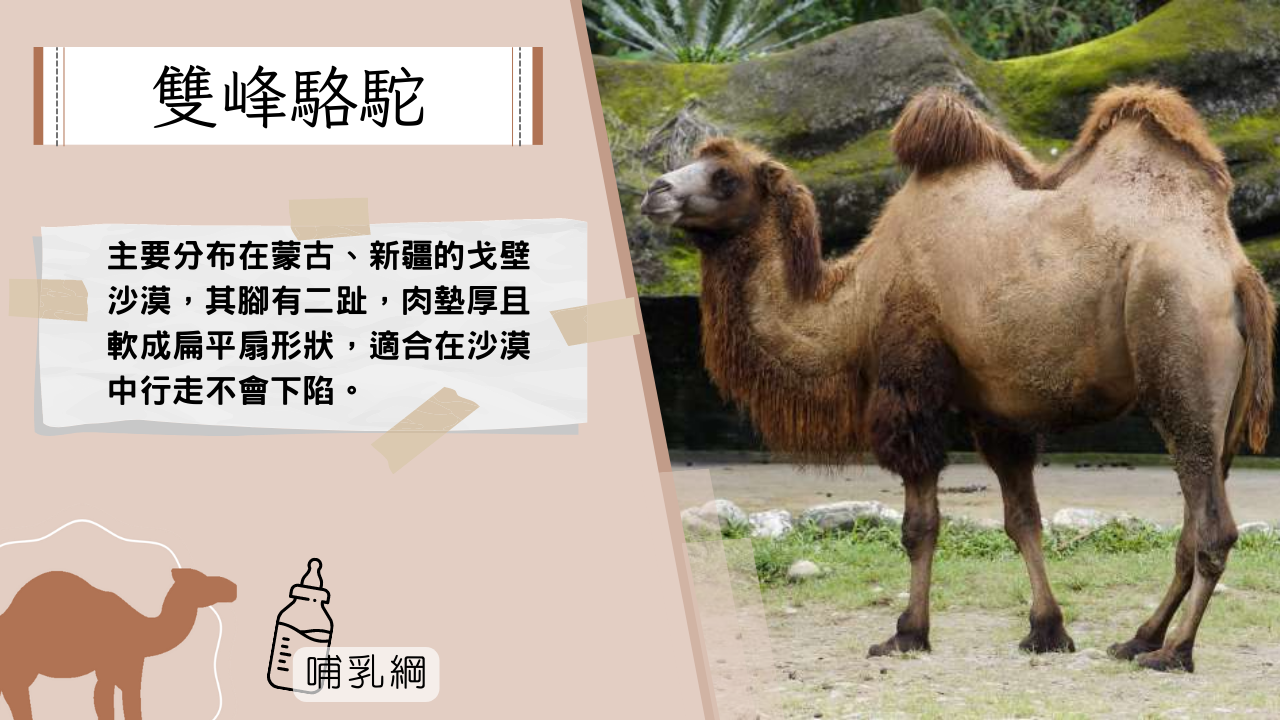 雙峰駱駝
主要分布在蒙古、新疆的戈壁
沙漠，其腳有二趾，肉墊厚且
軟成扁平扇形狀，適合在沙漠
中行走不會下陷。
哺乳綱